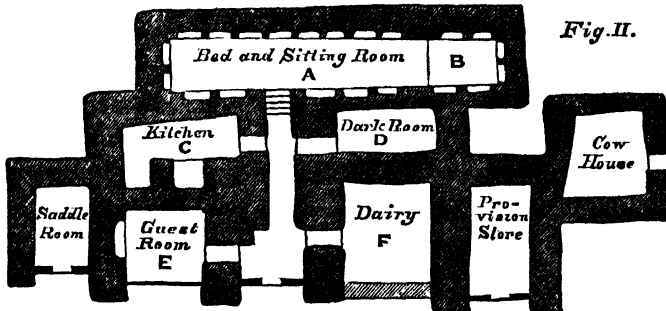 Fig. II.
Bed and Sitting Room
A
B
Kitchen
C
Dark Room
D
Cow
House
Saddle
Room
Guest
Room
E
Dairy
F
Pro-
vision
Store